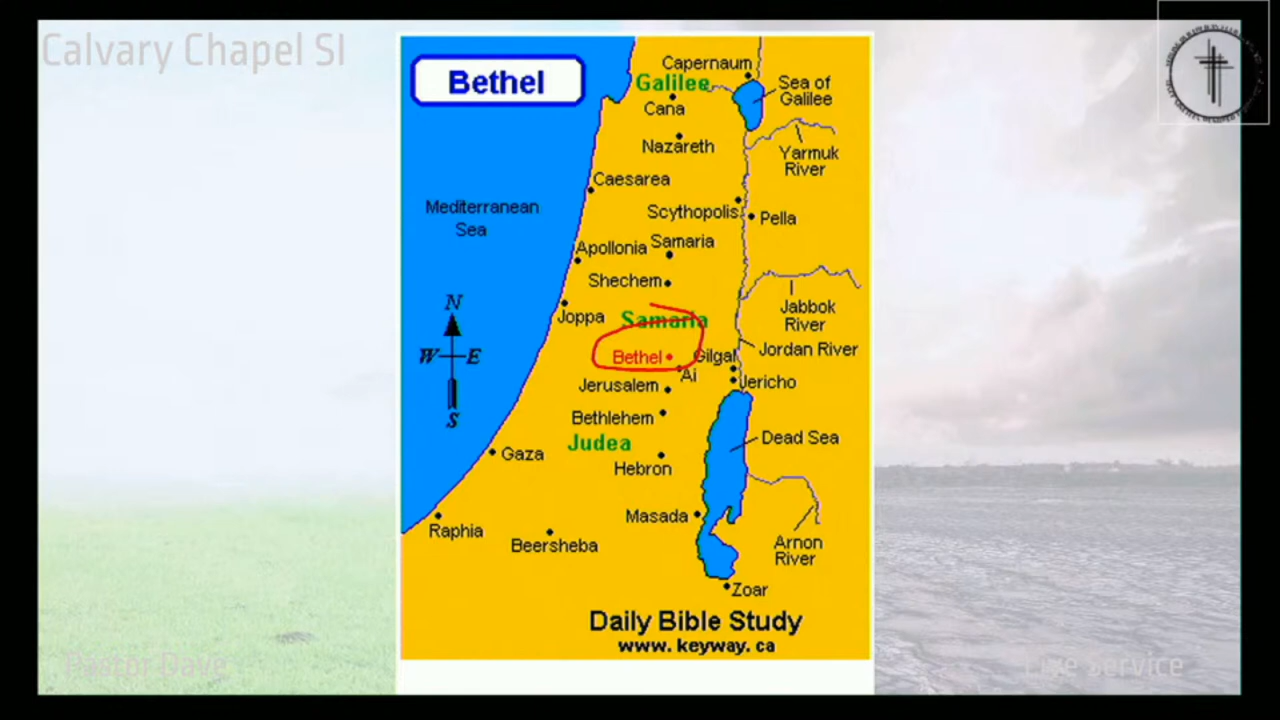 Calvary Chapel SI
Bethel
Capernaum
Galilee
Sea of
Galilee
Cana
Nazareth
Yarmuk
River
Caesarea
Mediterranean
Sea
Scythopolis
Pella
Samaria
Apollonia
Shechem
N
Jabbok
River
Joppa
Samaria
W E
Bethel
Gilgal
Jordan River
Ai
Jericho
Jerusalem
S
Bethlehem
Judea
Dead Sea
Gaza
Hebron
Masada
Raphia
Beersheba
Arnon
River
Zoar
Daily Bible Study
www.keyway.ca
Pastor Dave
Live Service